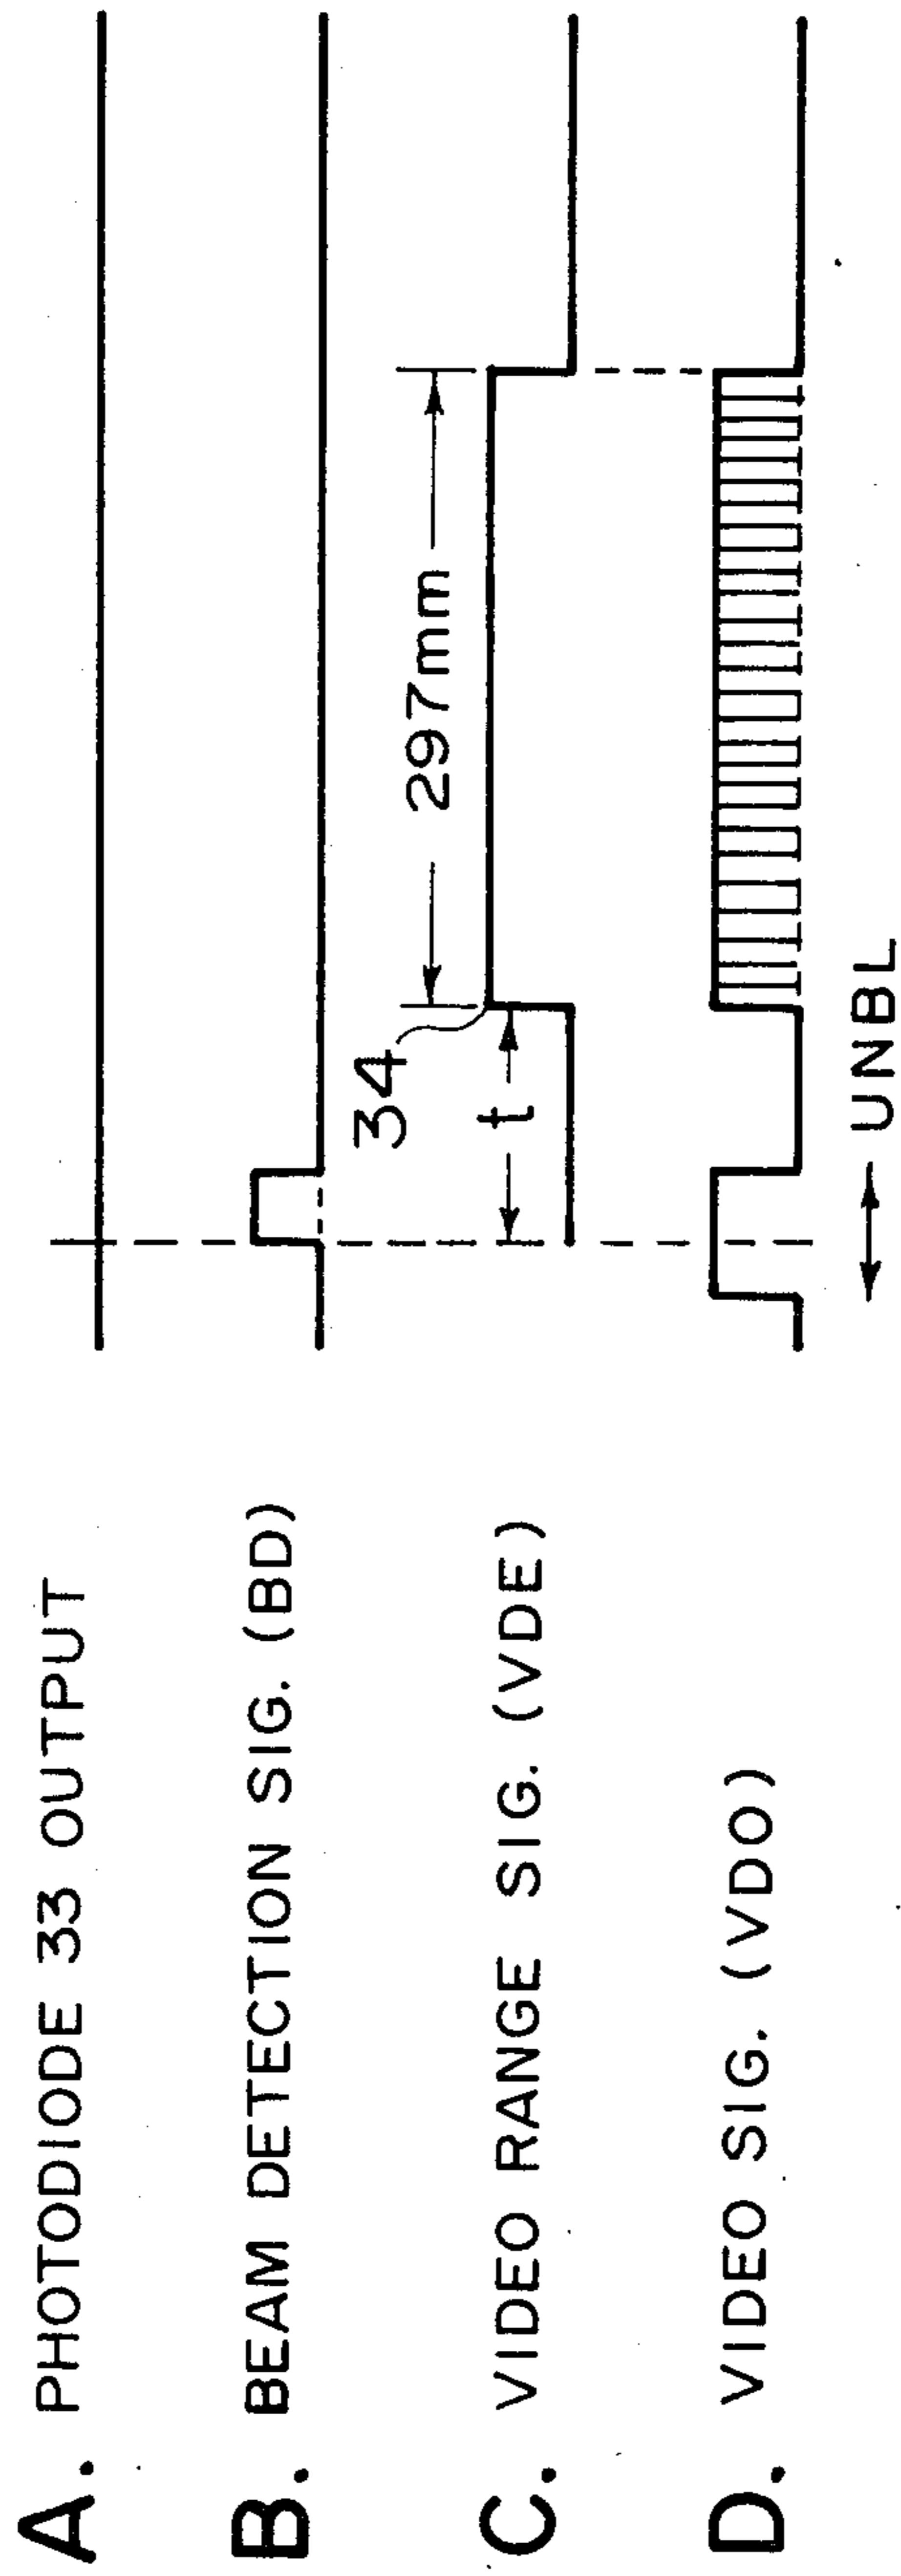 A. PHOTODIODE 33 OUTPUT
B. BEAM DETECTION SIG. (BD)
34
297mm
C. VIDEO RANGE SIG. (VDE)
t
D. VIDEO SIG. (VDO)
UNBL